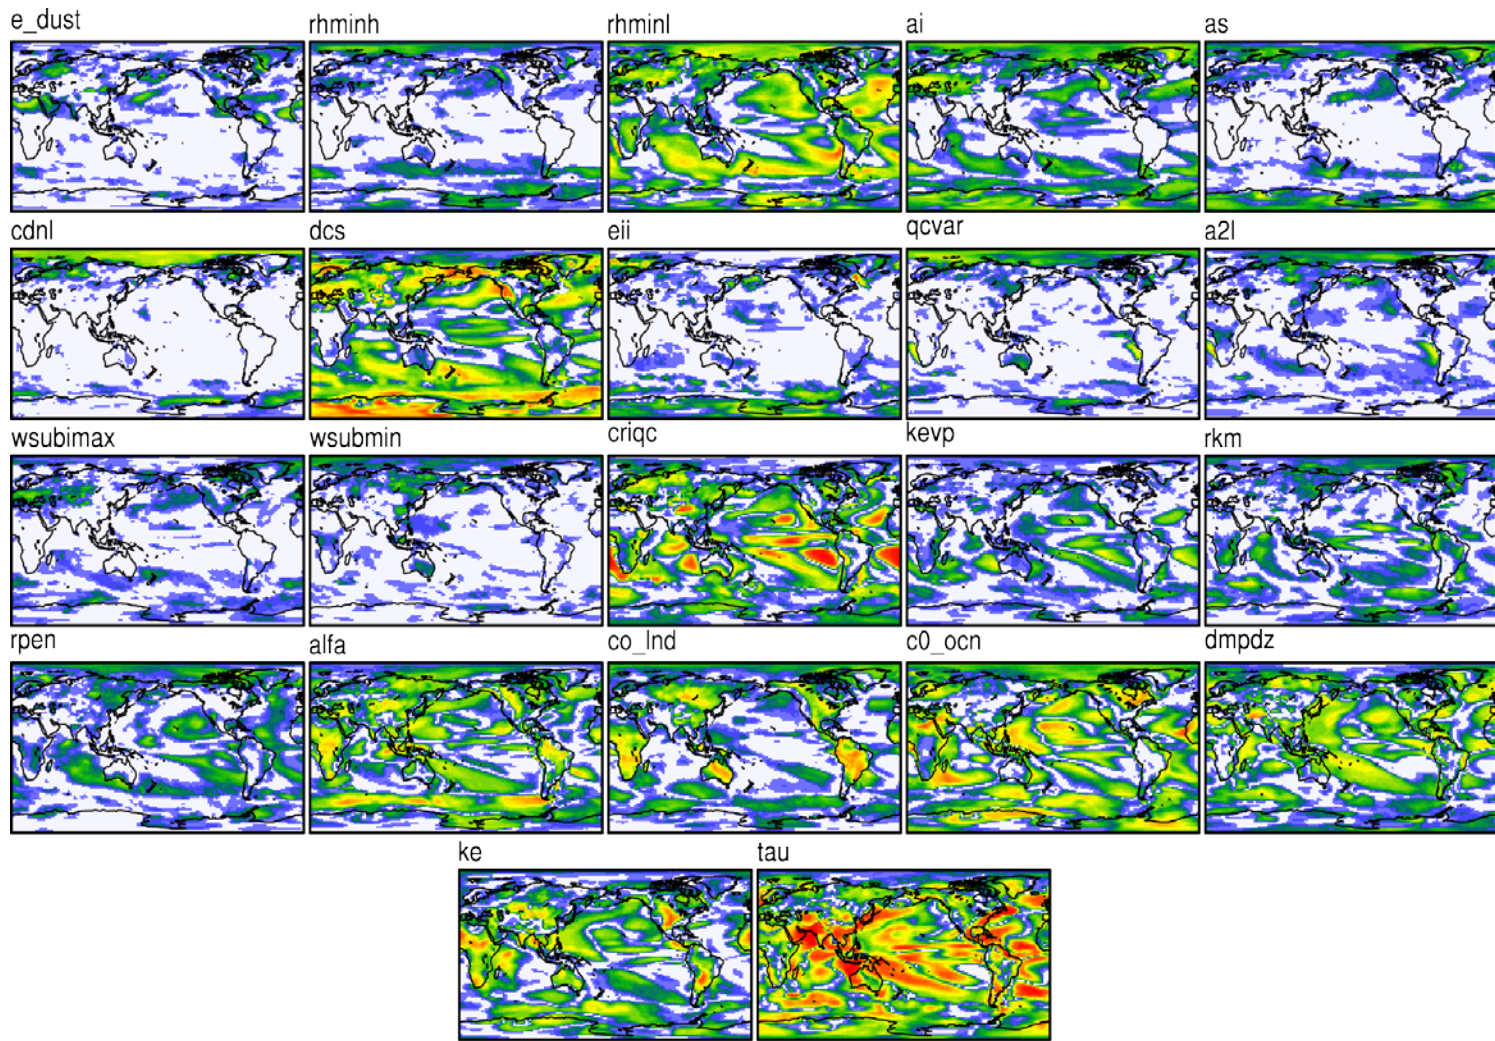 e_dust rhminh rhminl ai as
cdnl dcs eii qcvar a2l
wsubimax wsubmin criqc kevp rkm
rpen alfa co_lnd c0_ocn dmpdz
ke tau